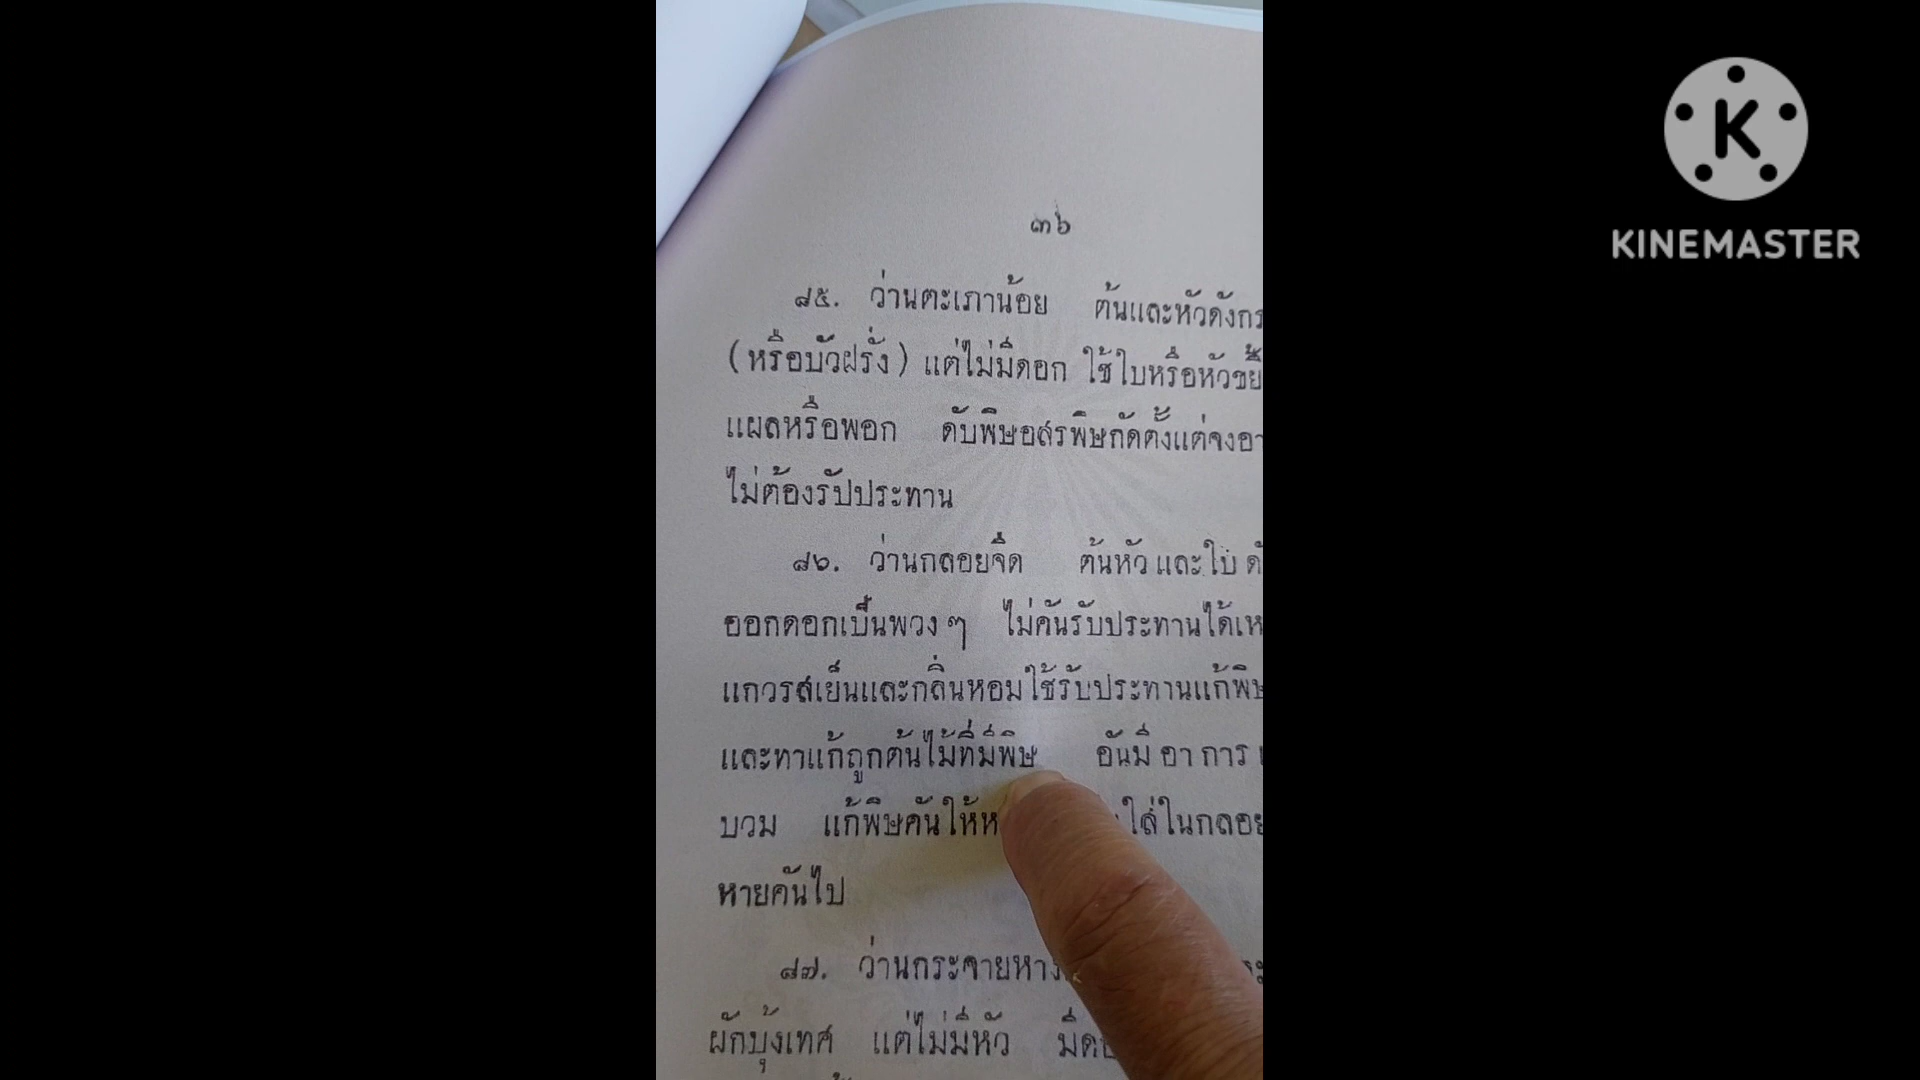 ๓๖
๘๕. ว่านตะเภาน้อย ต้นและหัวดังกร
(หรือบัวฝรั่ง) แต่ไม่มีดอก ใช้ใบหรือหัวขยี้
แผลหรือพอก ดับพิษอสรพิษกัดตั้งแต่จงอา
ไม่ต้องรัปประทาน
๘๖. ว่านกลอยจืด ต้นหัว และใบ ดั
ออกดอกเป็นพวง ๆ ไม่คันรับประทานได้เห
แกวรสเย็นและกลิ่นหอมใช้รับประทานแก้พิษ
และทาแก้ถูกต้นไม้ที่มีพิษ อันมี อา การ
บวม แก้พิษคันให้ห ใส่ในกลอย
หายคันไป
๘๗. ว่านกระจายหาง
ผักบุ้งเทศ แต่ไม่มีหัว มีด
KINEMASTER